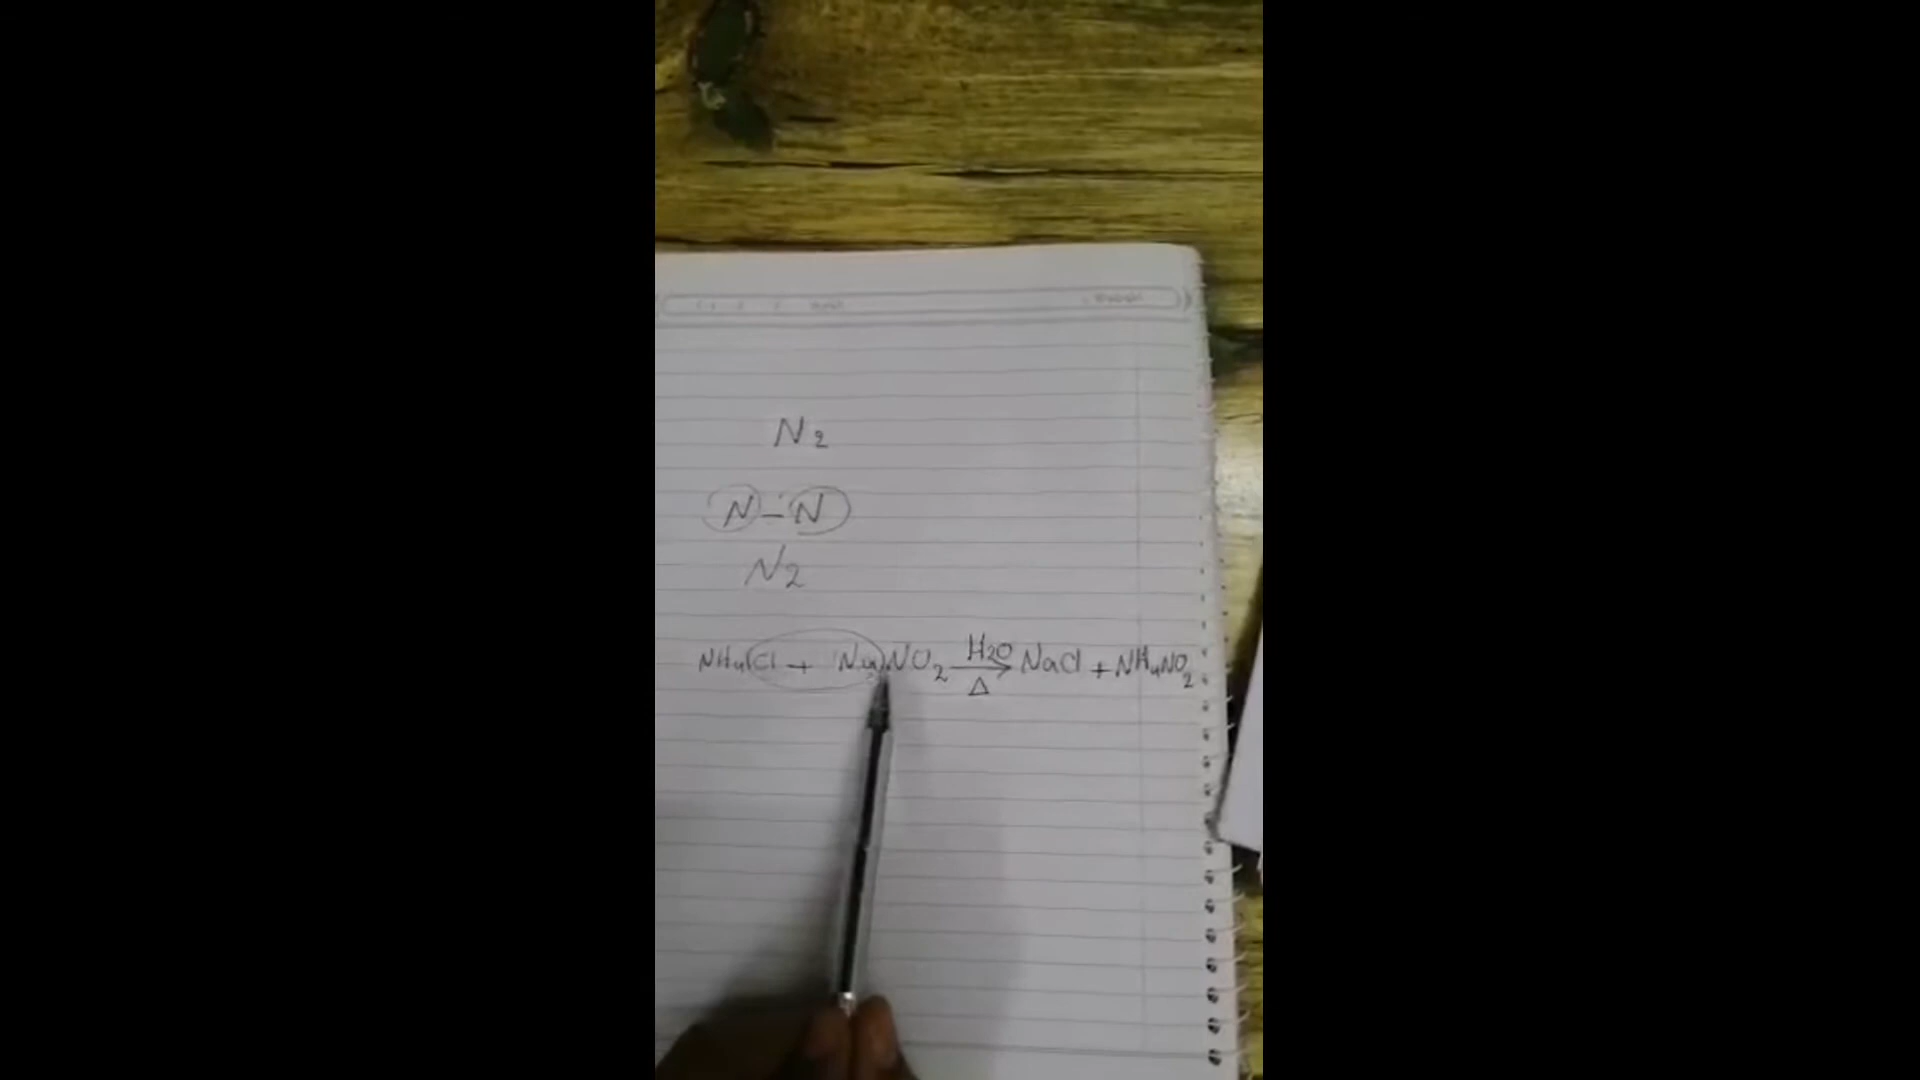 N2
N-N
N2
NH4Cl + NaNO2 H2O → Δ NaCl + NH4NO2